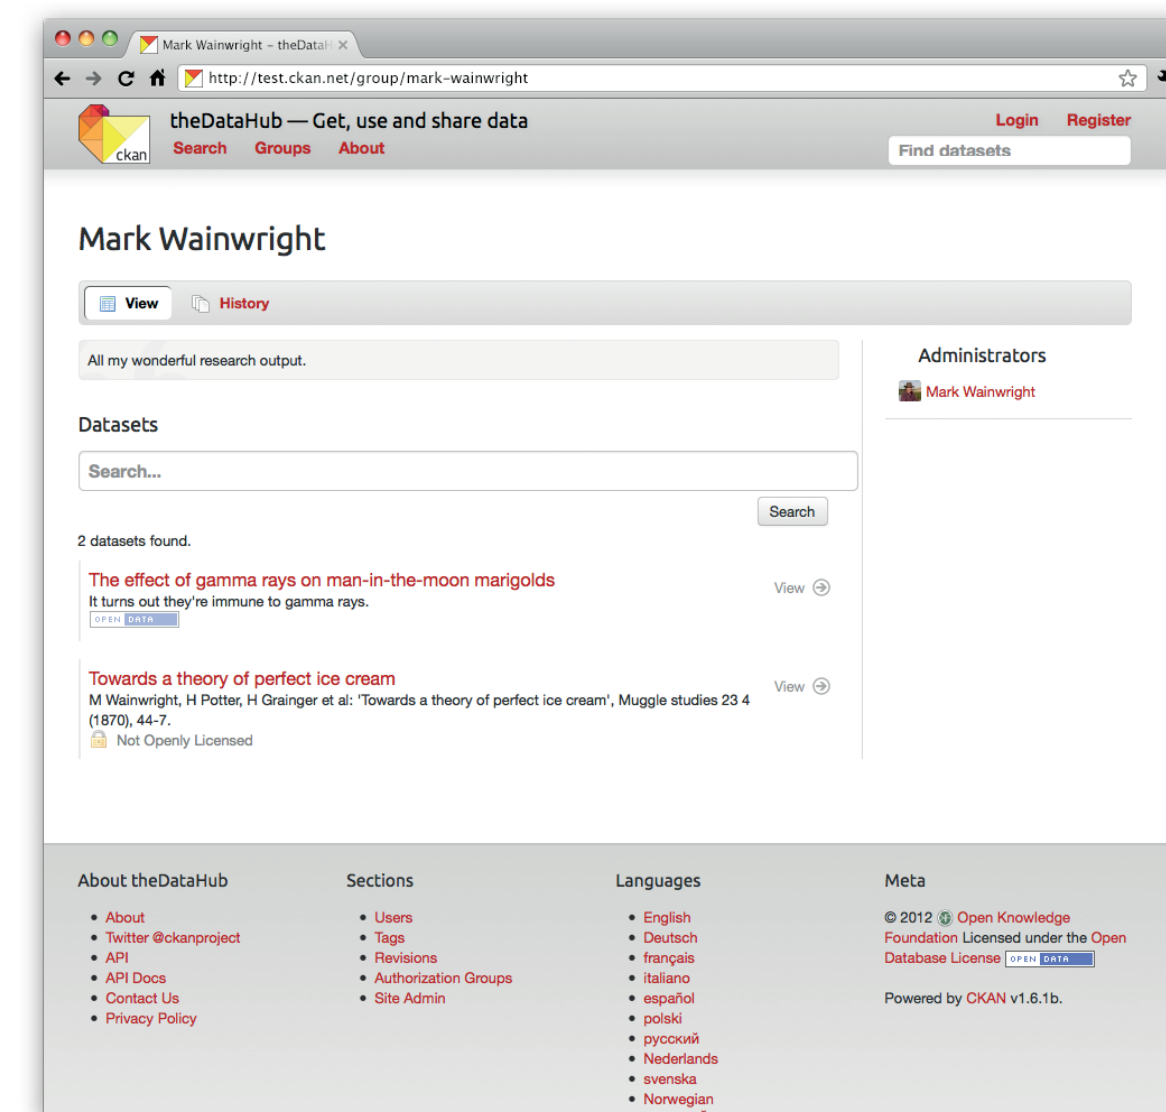 Mark Wainwright – theDataH
http://test.ckan.net/group/mark-wainwright
ckan
theDataHub — Get, use and share data
Search Groups About
Login Register
Find datasets
Mark Wainwright
View History
All my wonderful research output.
Datasets
Search...
Search
2 datasets found.
The effect of gamma rays on man-in-the-moon marigolds
View
It turns out they're immune to gamma rays.
OPEN DATA
Towards a theory of perfect ice cream
View
M Wainwright, H Potter, H Grainger et al: 'Towards a theory of perfect ice cream', Muggle studies 23 4
(1870), 44-7.
Not Openly Licensed
Administrators
Mark Wainwright
About theDataHub
• About
• Twitter @ckanproject
• API
• API Docs
• Contact Us
• Privacy Policy
Sections
• Users
• Tags
• Revisions
• Authorization Groups
• Site Admin
Languages
• English
• Deutsch
• français
• italiano
• español
• polski
• русский
• Nederlands
• svenska
• Norwegian
Meta
© 2012 Open Knowledge
Foundation Licensed under the Open
Database License OPEN DATA
Powered by CKAN v1.6.1b.